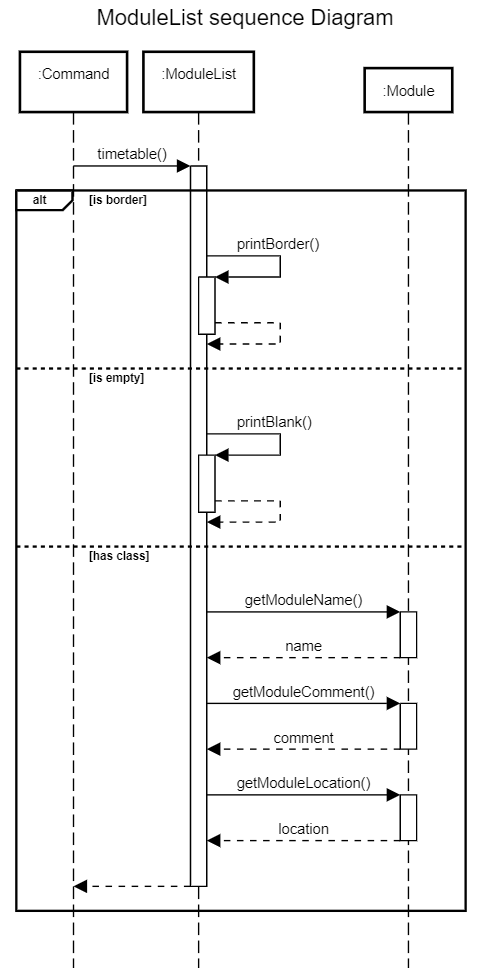 ModuleList sequence Diagram
:Command
:ModuleList
:Module
timetable()
alt
[is border]
printBorder()
[is empty]
printBlank()
[has class]
getModuleName()
name
getModuleComment()
comment
getModuleLocation()
location